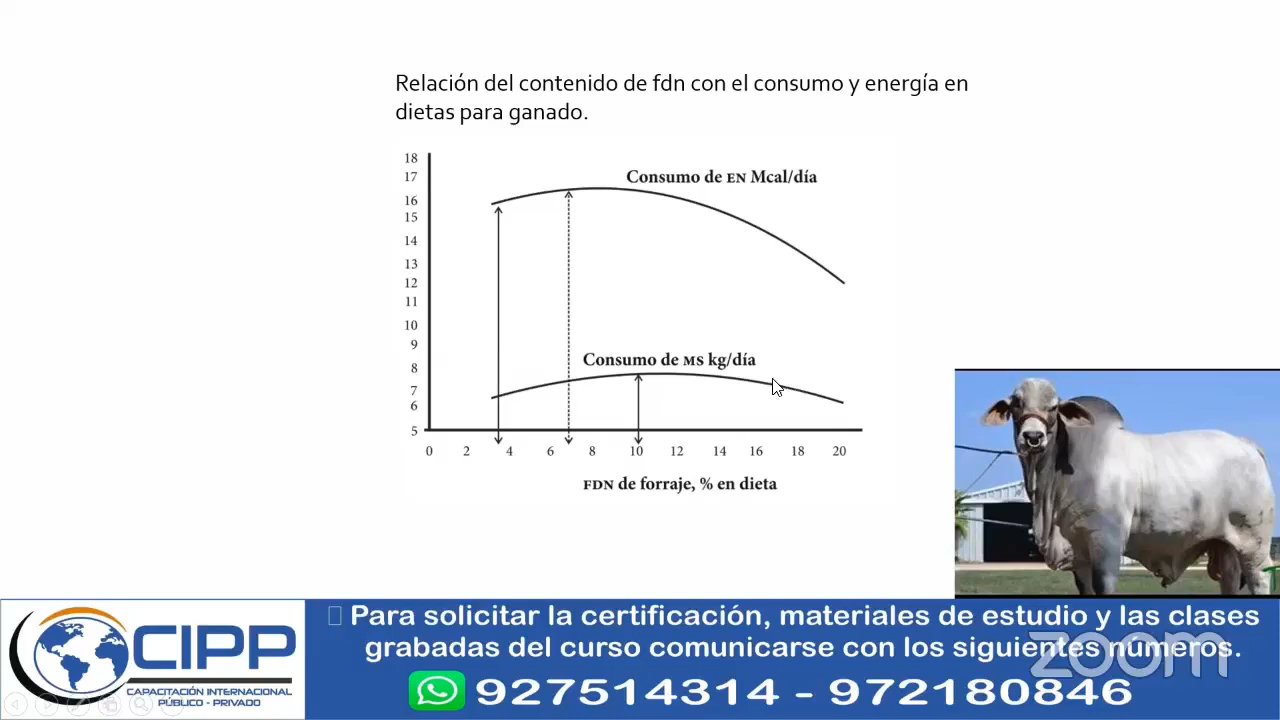 Relación del contenido de fdn con el consumo y energía en
dietas para ganado.
18
17
16
15
14
13
12
11
10
9
8
7
6
5
Consumo de EN Mcal/día
Consumo de MS kg/día
0 2 4 6 8 10 12 14 16 18 20
FDN de forraje, % en dieta
CIPP
CAPACITACIÓN INTERNACIONAL
PÚBLICO - PRIVADO
Para solicitar la certificación, materiales de estudio y las clases
grabadas del curso comunicarse con los siguientes números.
927514314 - 972180846
zoom